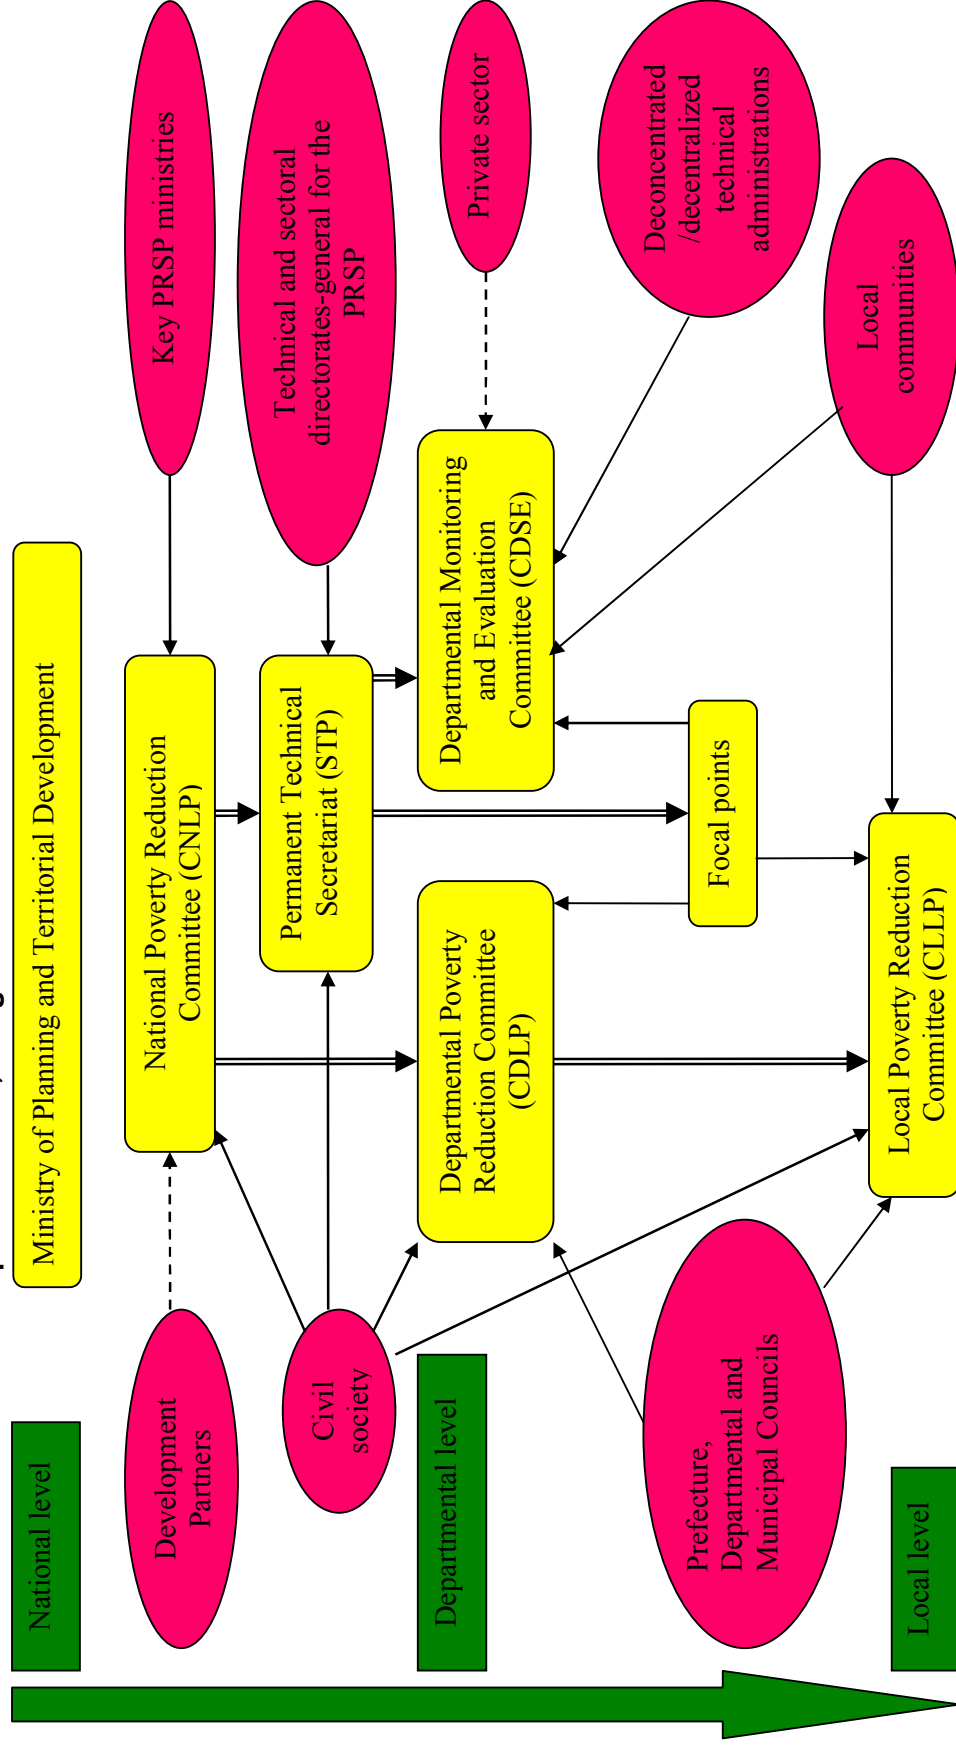 National level
Ministry of Planning and Territorial Development
Development
Partners
National Poverty Reduction
Committee (CNLP)
Key PRSP ministries
Civil
society
Permanent Technical
Secretariat (STP)
Technical and sectoral
directorates-general for the
PRSP
Departmental level
Departmental Poverty
Reduction Committee
(CDLP)
Departmental Monitoring
and Evaluation
Committee (CDSE)
Private sector
Prefecture,
Departmental and
Municipal Councils
Focal points
Deconcentrated
/decentralized
technical
administrations
Local level
Local Poverty Reduction
Committee (CLLP)
Local
communities